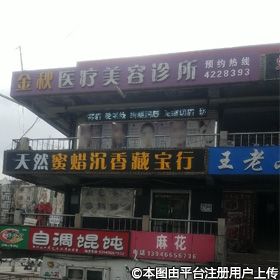 金秋医疗美容诊所
预约热线
4228393
天然蜜蜡沉香藏宝行
王老
自调馄饨
麻花
13946656736
©本图由平台注册用户上传